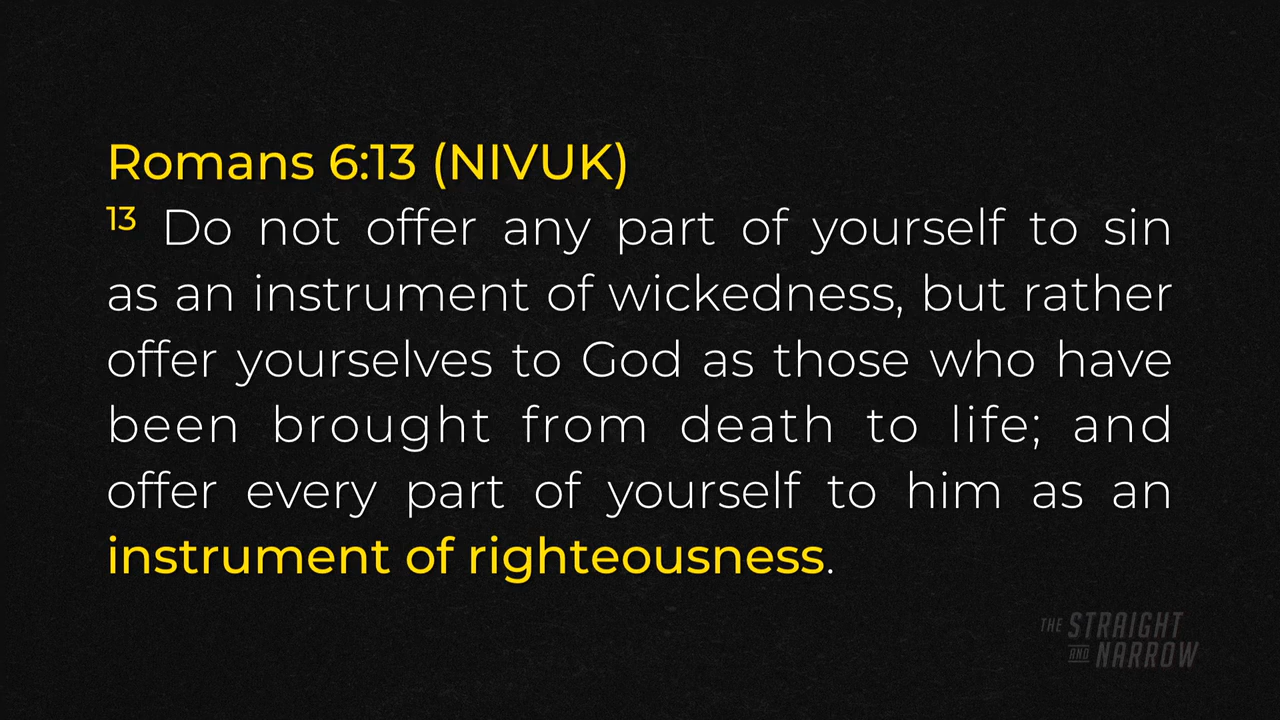 Romans 6:13 (NIVUK)
13 Do not offer any part of yourself to sin
as an instrument of wickedness, but rather
offer yourselves to God as those who have
been brought from death to life; and
offer every part of yourself to him as an
instrument of righteousness.
THE STRAIGHT
AND NARROW